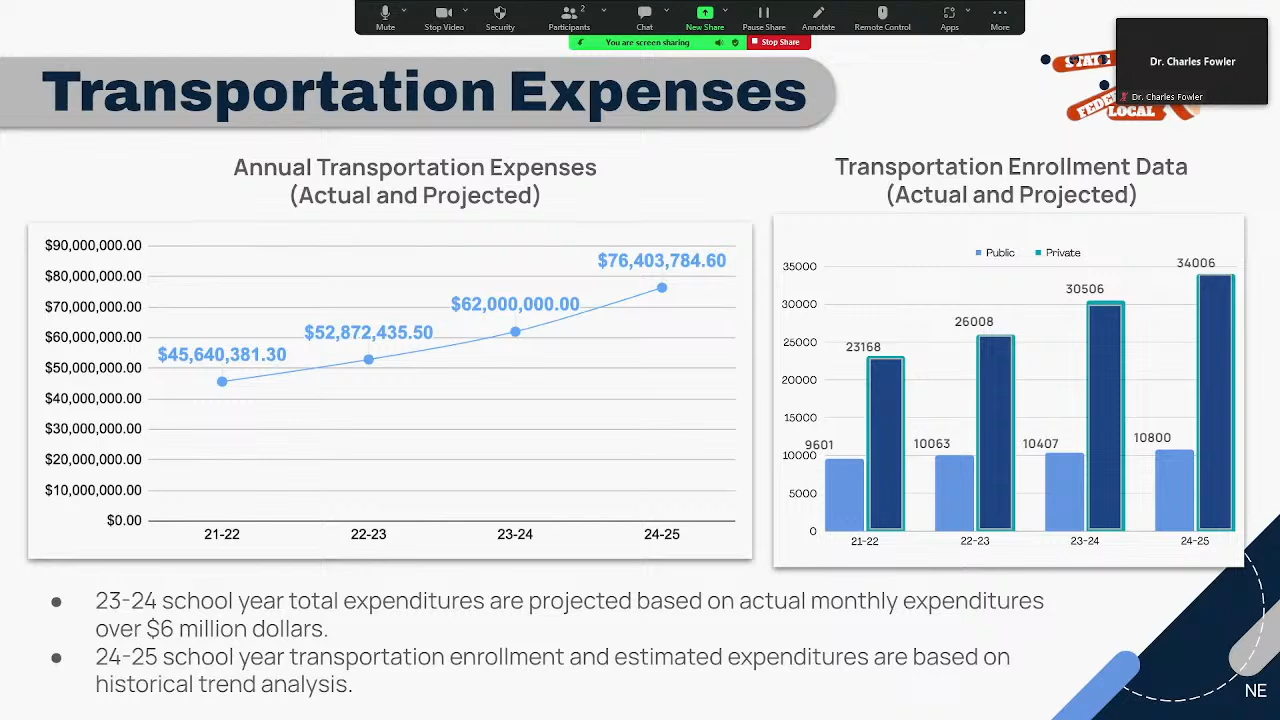 Mute
Stop Video
Security
Participants
2
Chat
New Share
Pause Share
Annotate
Remote Control
Apps
More
You are screen sharing
Stop Share
Dr. Charles Fowler
Dr. Charles Fowler
STATE
FEDE
LOCAL
Transportation Expenses
Annual Transportation Expenses
(Actual and Projected)
$90,000,000.00
$80,000,000.00
$70,000,000.00
$60,000,000.00
$50,000,000.00
$40,000,000.00
$30,000,000.00
$20,000,000.00
$10,000,000.00
$0.00
$45,640,381.30
$52,872,435.50
$62,000,000.00
$76,403,784.60
21-22
22-23
23-24
24-25
Transportation Enrollment Data
(Actual and Projected)
Public
Private
35000
30000
25000
20000
15000
10000
5000
0
9601
23168
10063
26008
10407
30506
10800
34006
21-22
22-23
23-24
24-25
● 23-24 school year total expenditures are projected based on actual monthly expenditures
over $6 million dollars.
● 24-25 school year transportation enrollment and estimated expenditures are based on
historical trend analysis.
NE